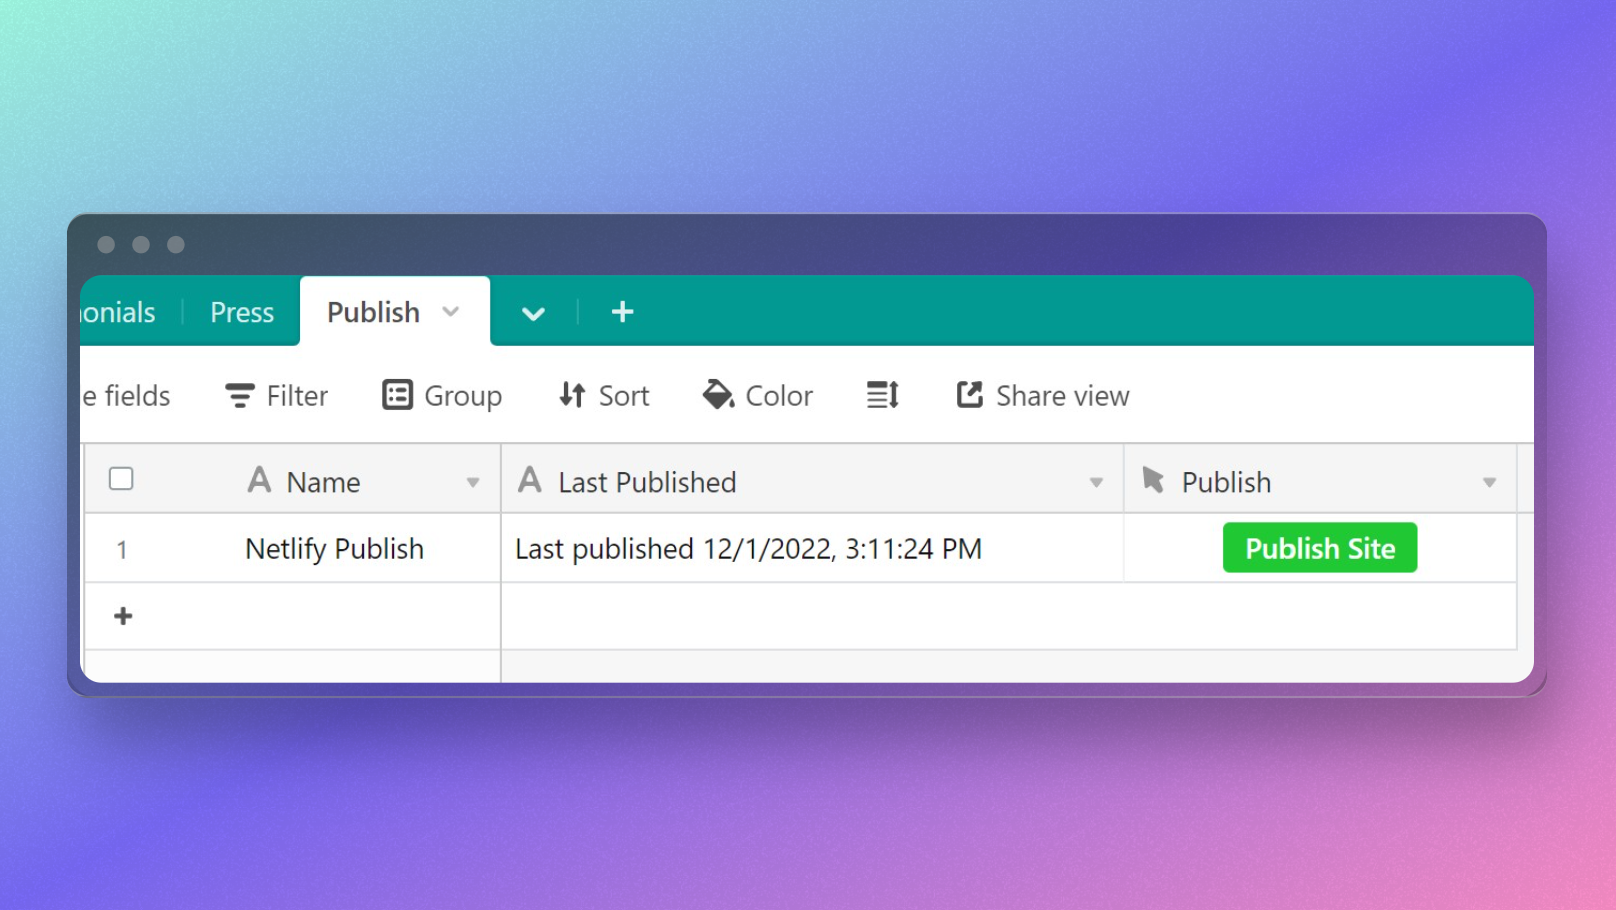 onials Press Publish
e fields Filter Group Sort Color Share view
Name Last Published Publish
1 Netlify Publish Last published 12/1/2022, 3:11:24 PM Publish Site